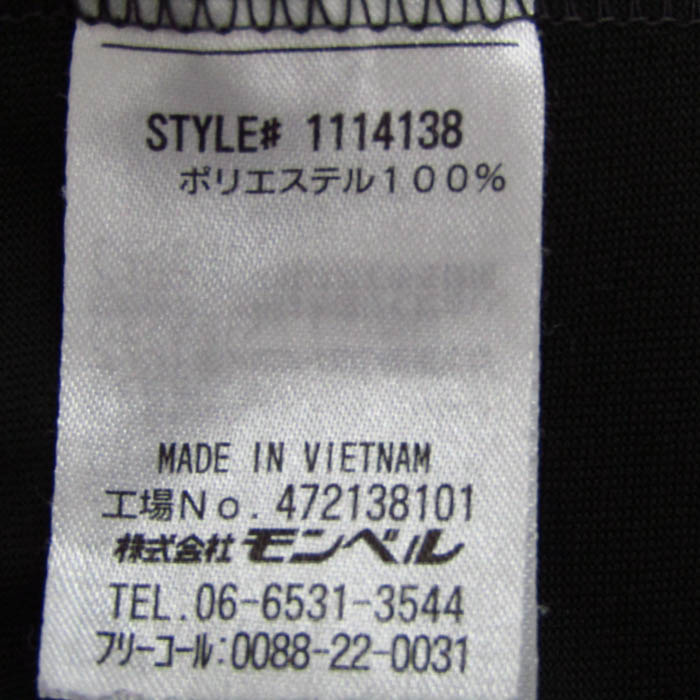 STYLE# 1114138
ポリエステル100%
MADE IN VIETNAM
工場No. 472138101
株式会社 モンベル
TEL.06-6531-3544
フリーコール:0088-22-0031